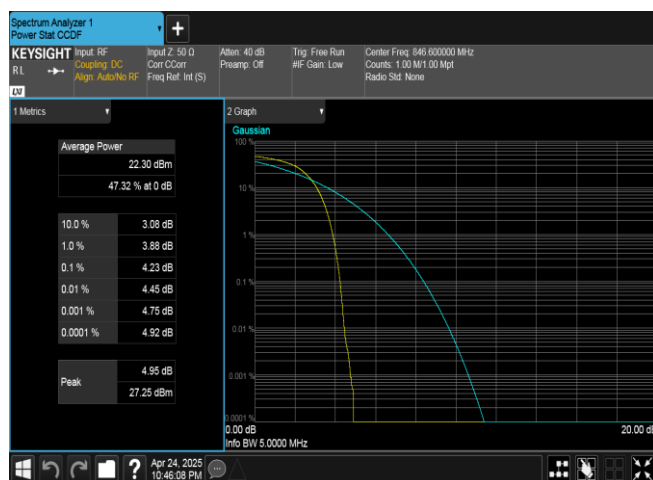 Spectrum Analyzer 1
Power Stat CCDF
+
KEYSIGHT
RL
LXI
Input: RF
Coupling: DC
Align: Auto/No RF
Input Z: 50 Ω
Corr CCorr
Freq Ref: Int (S)
Atten: 40 dB
Preamp: Off
Trig: Free Run
#IF Gain: Low
Center Freq: 846.600000 MHz
Counts: 1.00 M/1.00 Mpt
Radio Std: None
1 Metrics
Average Power
22.30 dBm
47.32 % at 0 dB
10.0 % 3.08 dB
1.0 % 3.88 dB
0.1 % 4.23 dB
0.01 % 4.45 dB
0.001 % 4.75 dB
0.0001 % 4.92 dB
Peak
4.95 dB
27.25 dBm
2 Graph
Gaussian
100 %
10 %
1 %
0.1 %
0.01 %
0.001 %
0.0001 %
0.00 dB 20.00 dB
Info BW 5.0000 MHz
?
Apr 24, 2025
10:46:08 PM